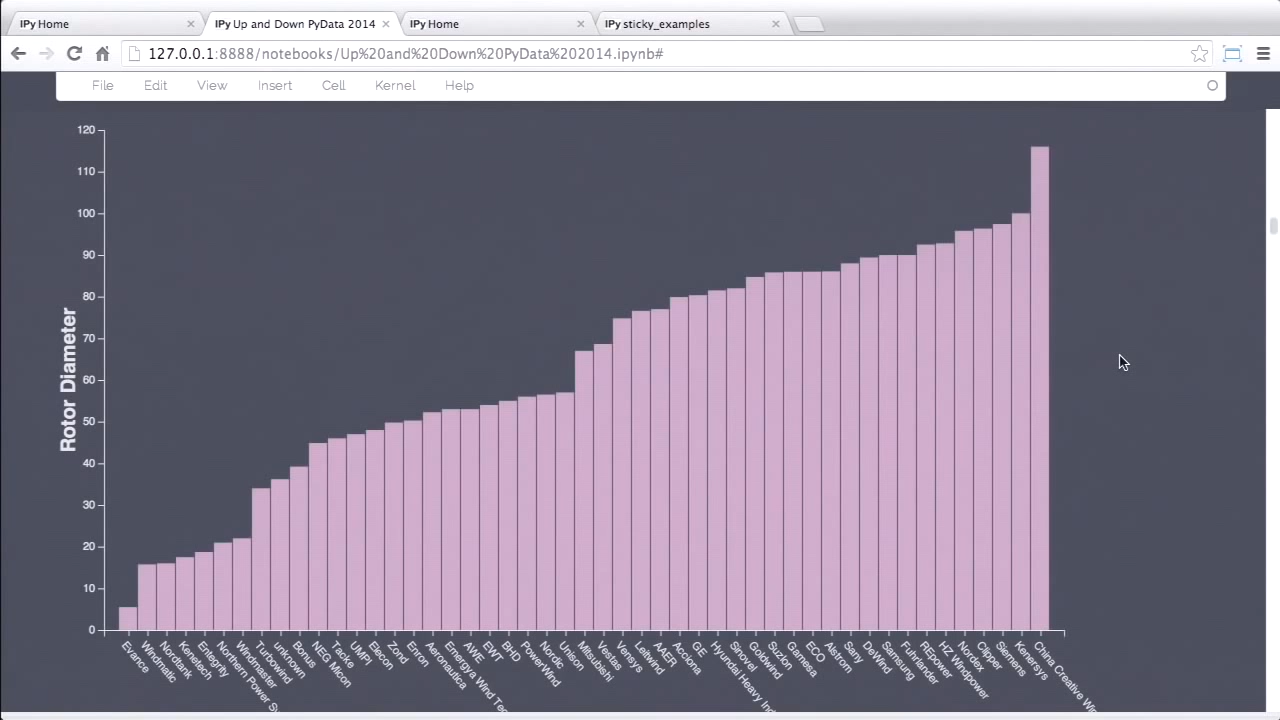 IPy Home
IPy Up and Down PyData 2014
IPy Home
IPy sticky_examples
127.0.0.1:8888/notebooks/Up%20and%20Down%20PyData%202014.ipynb#
File Edit View Insert Cell Kernel Help
120
110
100
90
80
70
60
50
40
30
20
10
0
Rotor Diameter
Evance
Windmatic
Nordtank
Kenetech
Entegrity
Northern Power Sy
Windmaster
Turbowind
unknown
Bonus
NEG Micon
Tacke
UMPI
Elecon
Zond
Enron
Aeronautica
Energya Wind Tec
AWE
EWT
BHD
PowerWind
Nordic
Unison
Mitsubishi
Vestas
Vesys
Leitwind
AAER
Acciona
GE
Hyundai Heavy Ind
Sinovel
Goldwind
Suzlon
Gamesa
ECO
Alstrom
Sany
DeWind
Samsung
Fuhrlander
REpower
HZ Windpower
Nordex
Clipper
Siemens
Kenersys
China Creative Win